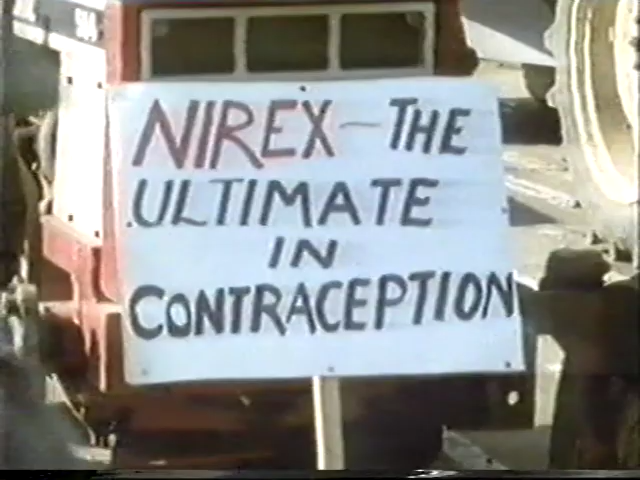 NIREX - THE
ULTIMATE
IN
CONTRACEPTION